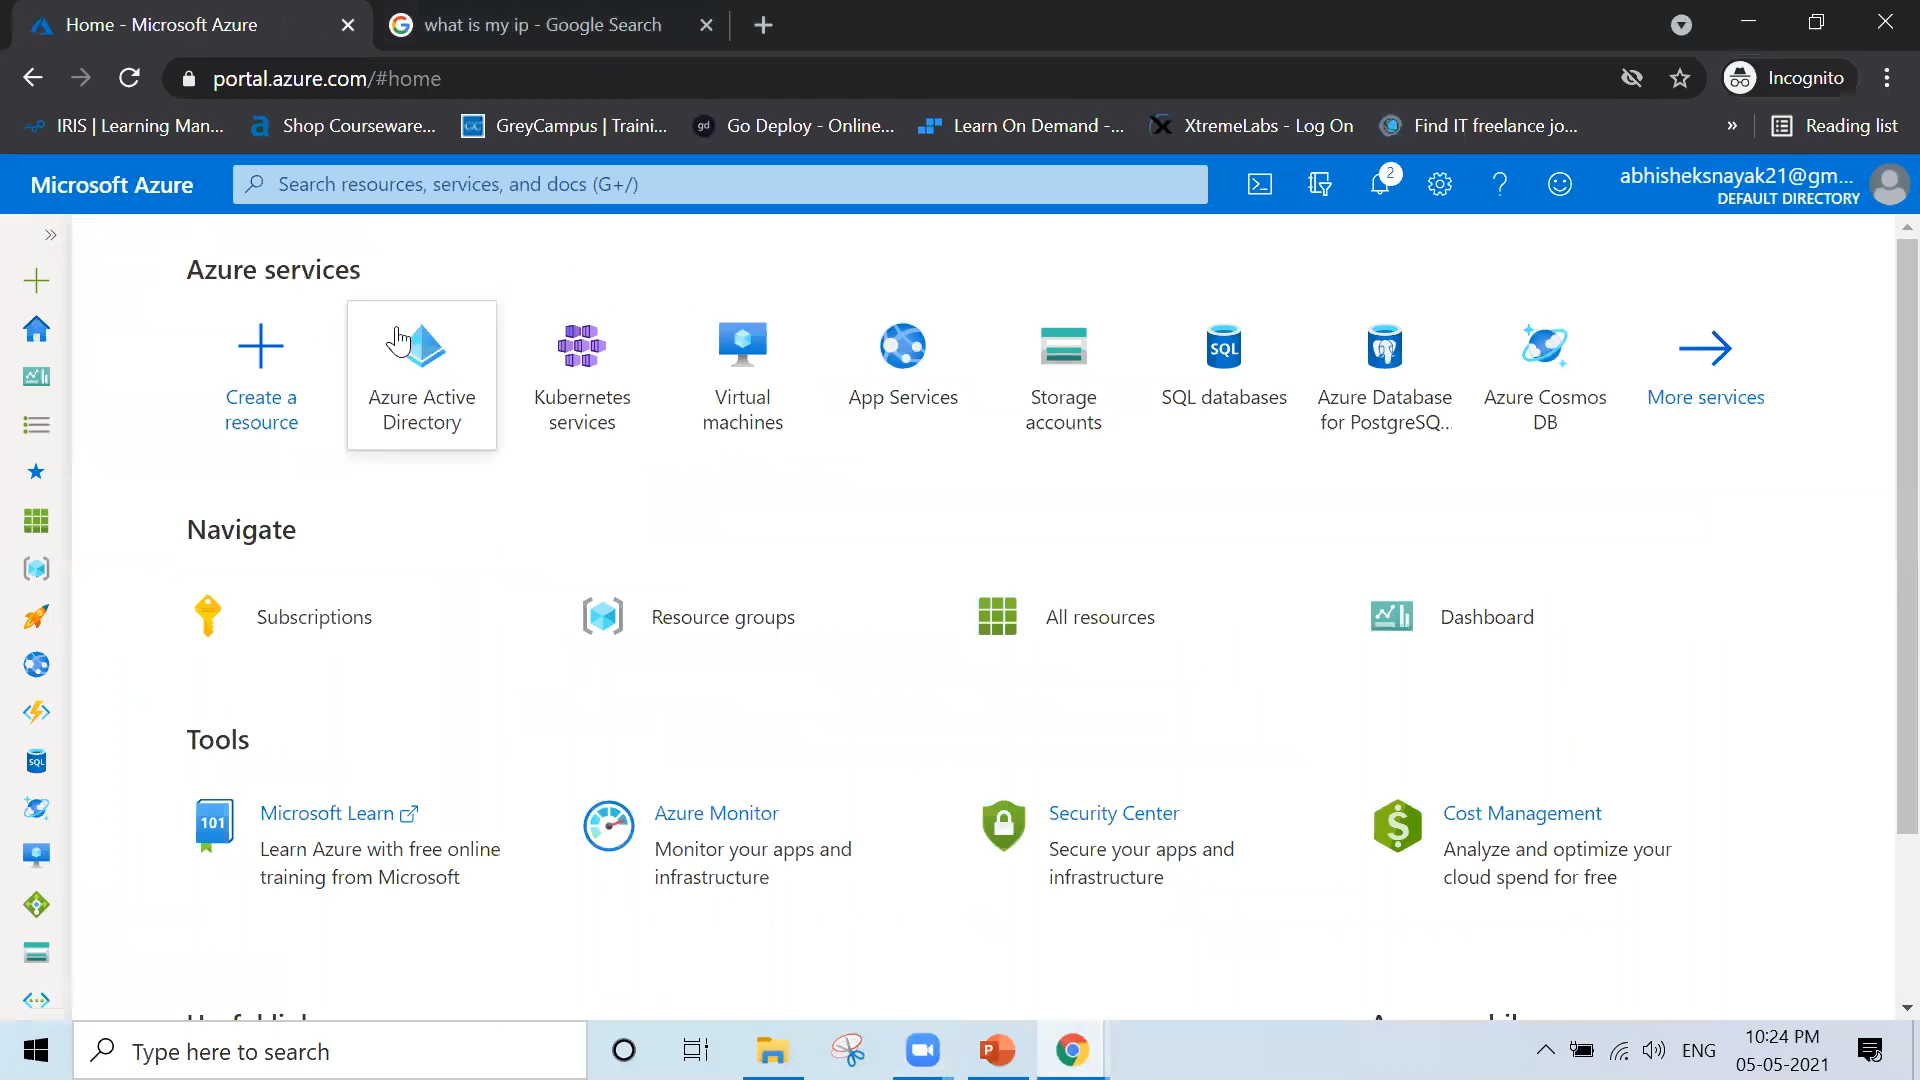 Home - Microsoft Azure
what is my ip - Google Search
portal.azure.com/#home
Incognito
IRIS | Learning Man...
Shop Courseware...
GreyCampus | Traini...
gd
Go Deploy - Online...
Learn On Demand -...
XtremeLabs - Log On
Find IT freelance jo...
»
Reading list
Microsoft Azure
Search resources, services, and docs (G+/)
2
abhisheksnayak21@gm...
DEFAULT DIRECTORY
Azure services
Create a
resource
Azure Active
Directory
Kubernetes
services
Virtual
machines
App Services
Storage
accounts
SQL
SQL databases
Azure Database
for PostgreSQ...
Azure Cosmos
DB
More services
Navigate
Subscriptions
Resource groups
All resources
Dashboard
Tools
101
Microsoft Learn
Learn Azure with free online
training from Microsoft
Azure Monitor
Monitor your apps and
infrastructure
Security Center
Secure your apps and
infrastructure
Cost Management
Analyze and optimize your
cloud spend for free
SQL
Type here to search
ENG
10:24 PM
05-05-2021